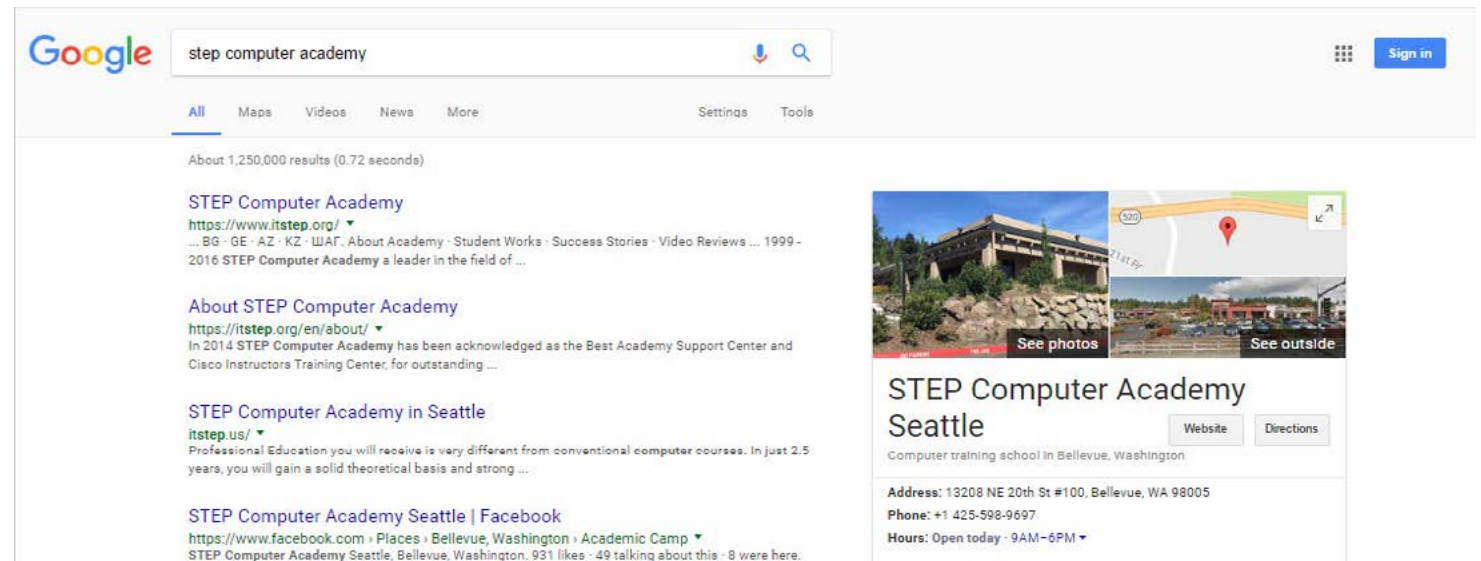 Google
step computer academy
Sign in
All Maps Videos News More Settings Tools
About 1,250,000 results (0.72 seconds)
STEP Computer Academy
https://www.itstep.org/
... BG · GE · AZ · KZ · ШАГ. About Academy · Student Works · Success Stories · Video Reviews ... 1999 -
2016 STEP Computer Academy a leader in the field of ...
About STEP Computer Academy
https://itstep.org/en/about/
In 2014 STEP Computer Academy has been acknowledged as the Best Academy Support Center and
Cisco Instructors Training Center, for outstanding ...
STEP Computer Academy in Seattle
itstep.us/
Professional Education you will receive is very different from conventional computer courses. In just 2.5
years, you will gain a solid theoretical basis and strong ...
STEP Computer Academy Seattle | Facebook
https://www.facebook.com › Places › Bellevue, Washington › Academic Camp
STEP Computer Academy Seattle, Bellevue, Washington. 931 likes · 49 talking about this · 8 were here.
520
21st Pl
See photos
See outside
STEP Computer Academy
Seattle
Website
Directions
Computer training school in Bellevue, Washington
Address: 13208 NE 20th St #100, Bellevue, WA 98005
Phone: +1 425-598-9697
Hours: Open today · 9AM–6PM